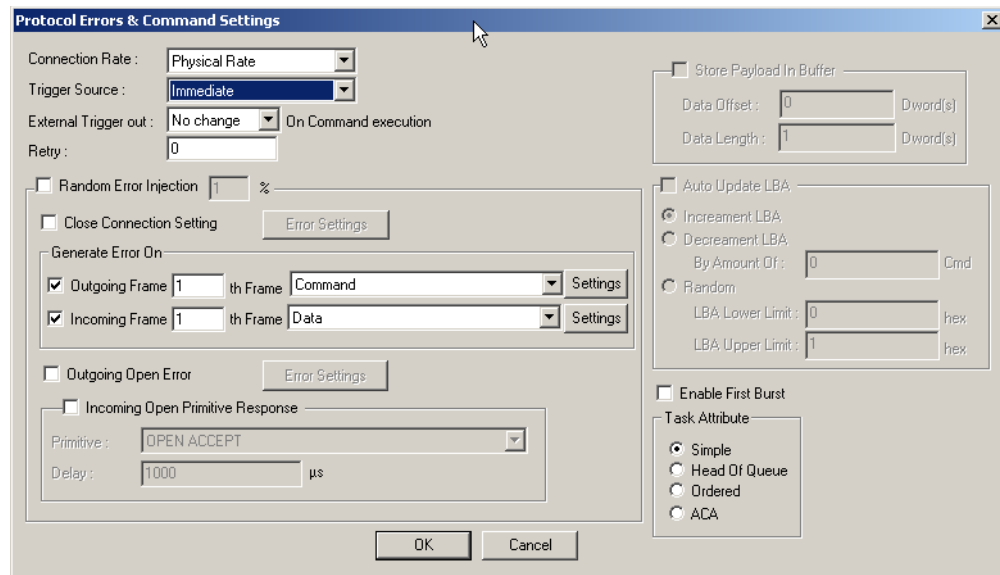 Protocol Errors & Command Settings
Connection Rate : Physical Rate
Trigger Source : Immediate
External Trigger out : No change On Command execution
Retry : 0
Random Error Injection 1 %
Close Connection Setting Error Settings
Generate Error On
Outgoing Frame 1 th Frame Command Settings
Incoming Frame 1 th Frame Data Settings
Outgoing Open Error Error Settings
Incoming Open Primitive Response
Primitive : OPEN ACCEPT
Delay : 1000 µs
Store Payload In Buffer
Data Offset : 0 Dword(s)
Data Length : 1 Dword(s)
Auto Update LBA
Increament LBA
Decreament LBA
By Amount Of : 0 Cmd
Random
LBA Lower Limit : 0 hex
LBA Upper Limit : 1 hex
Enable First Burst
Task Attribute
Simple
Head Of Queue
Ordered
ACA
OK Cancel